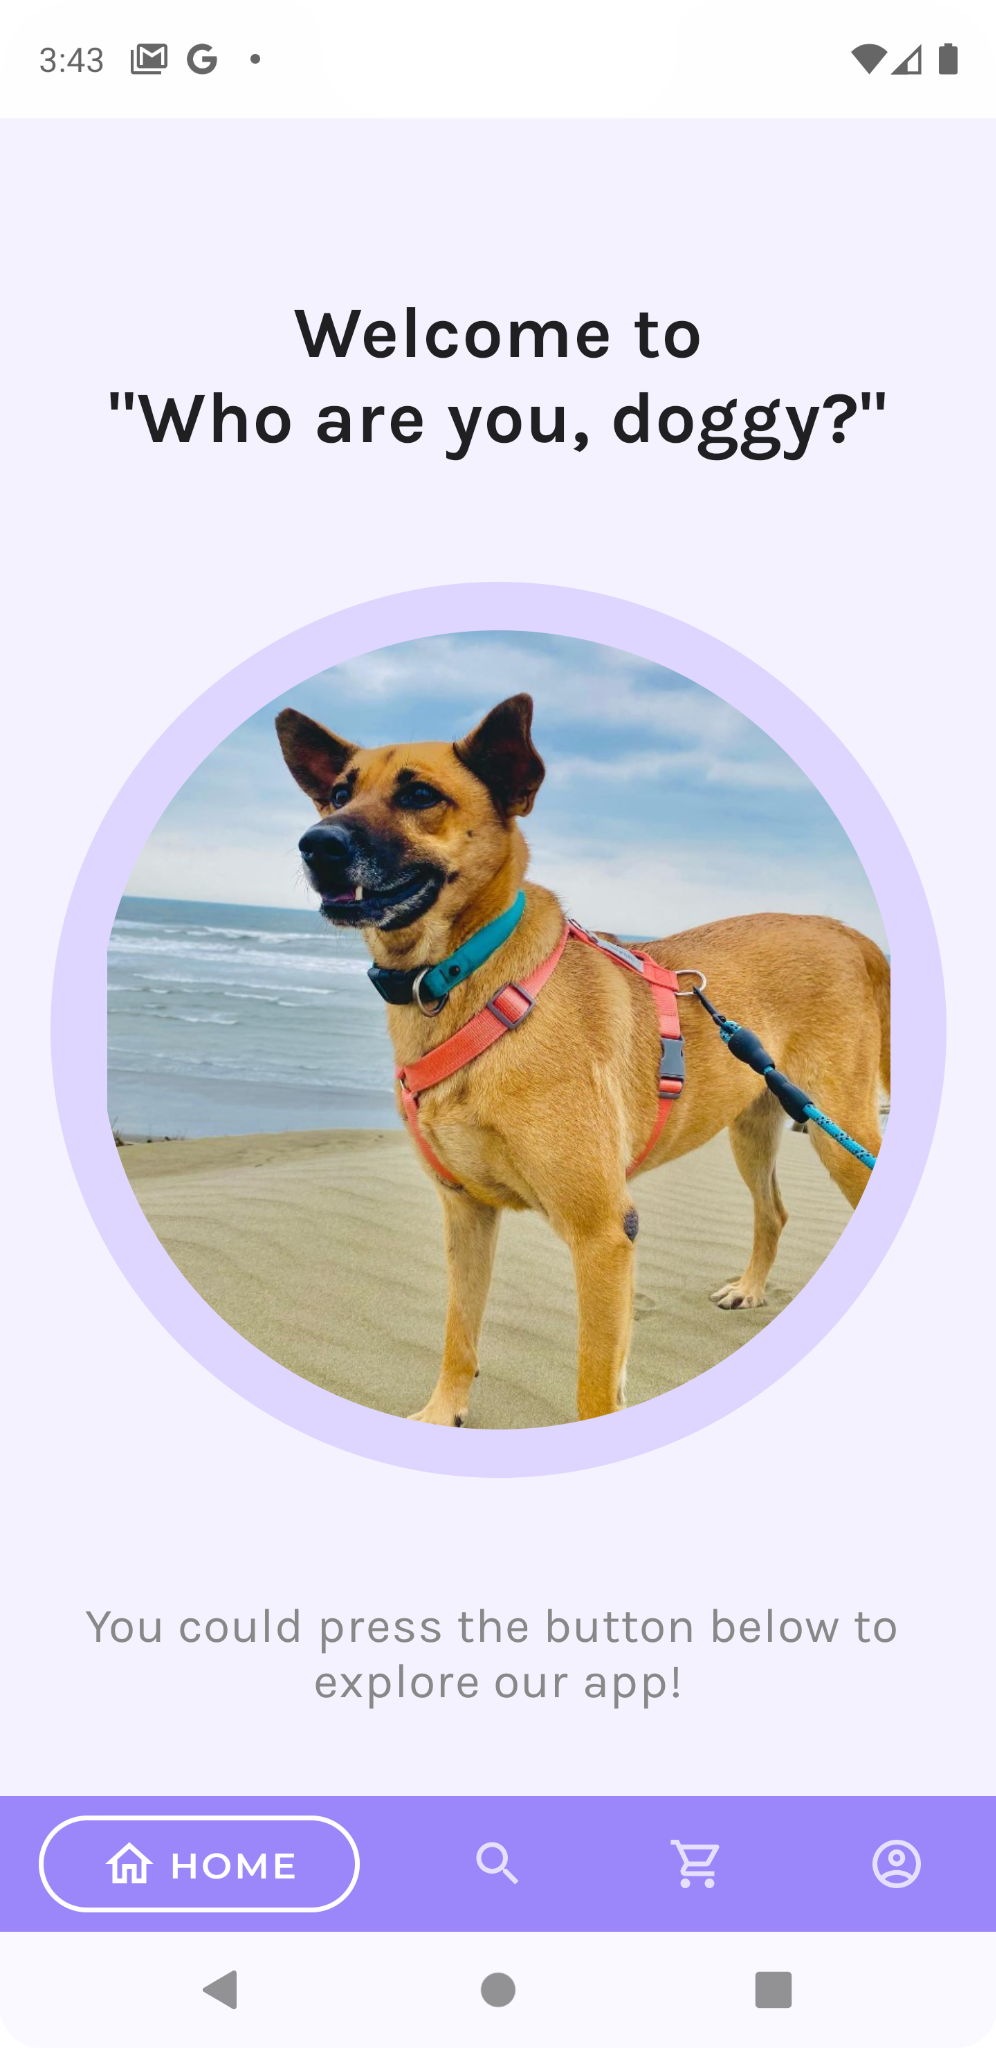 3:43
Welcome to
"Who are you, doggy?"
You could press the button below to
explore our app!
HOME